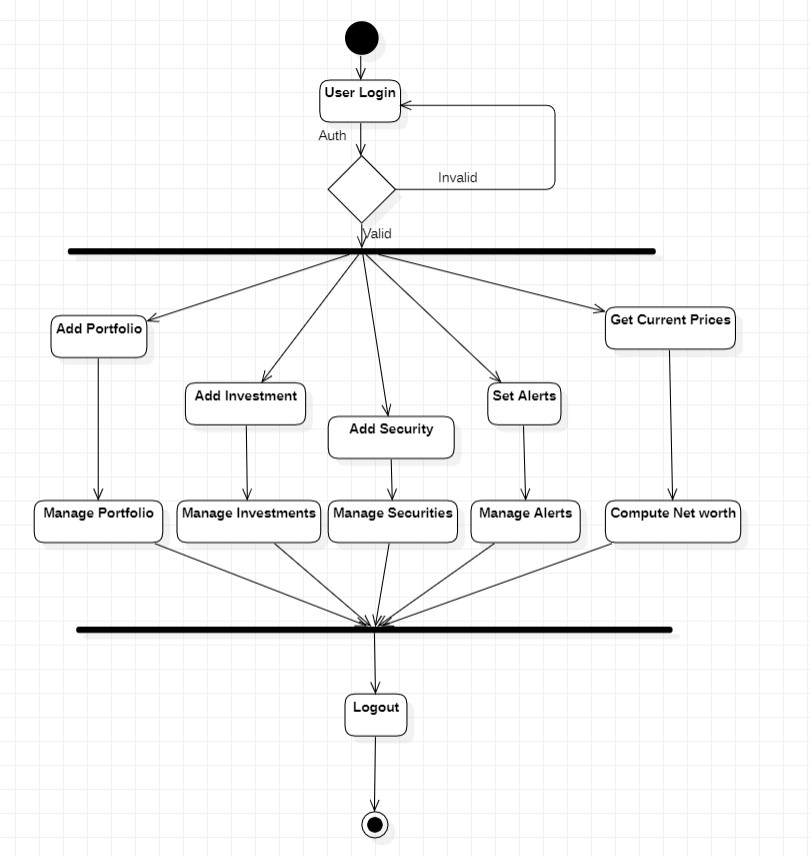 User Login
Auth
Invalid
Valid
Add Portfolio
Get Current Prices
Add Investment
Set Alerts
Add Security
Manage Portfolio
Manage Investments
Manage Securities
Manage Alerts
Compute Net worth
Logout